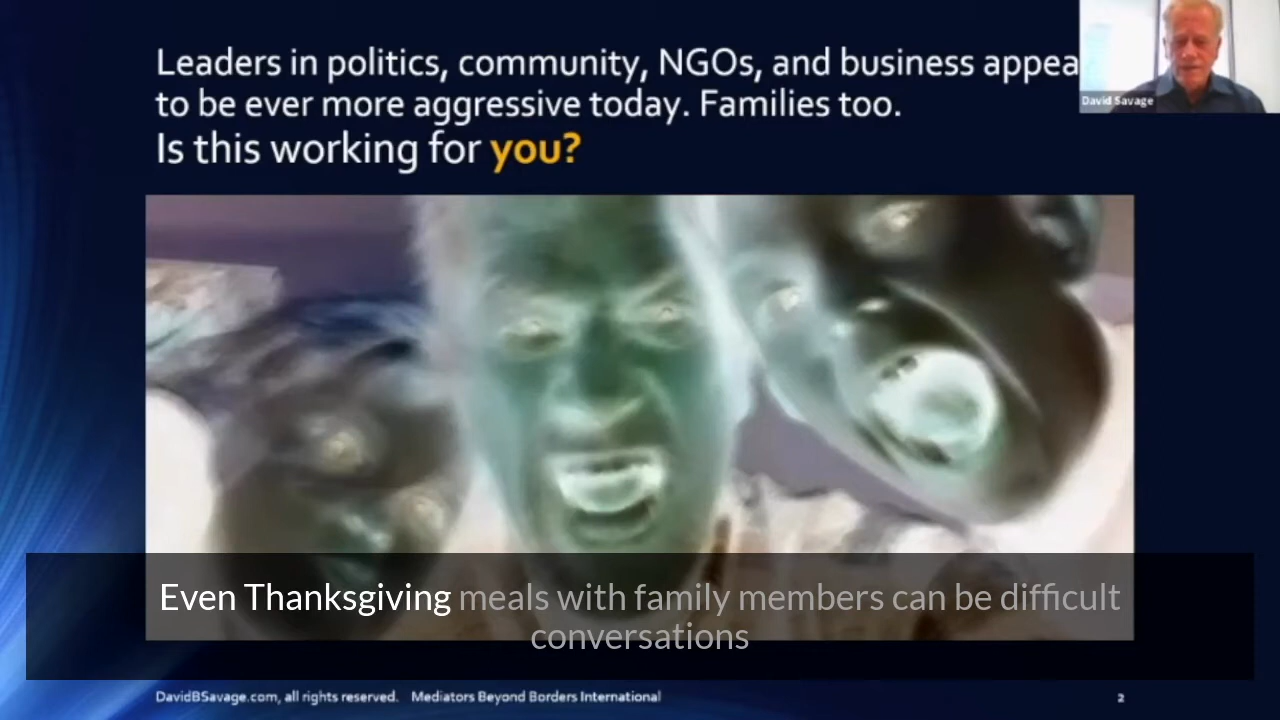 Leaders in politics, community, NGOs, and business appea
to be ever more aggressive today. Families too.
Is this working for you?
David Savage
Even Thanksgiving meals with family members can be difficult
conversations
DavidBSavage.com, all rights reserved. Mediators Beyond Borders International
2